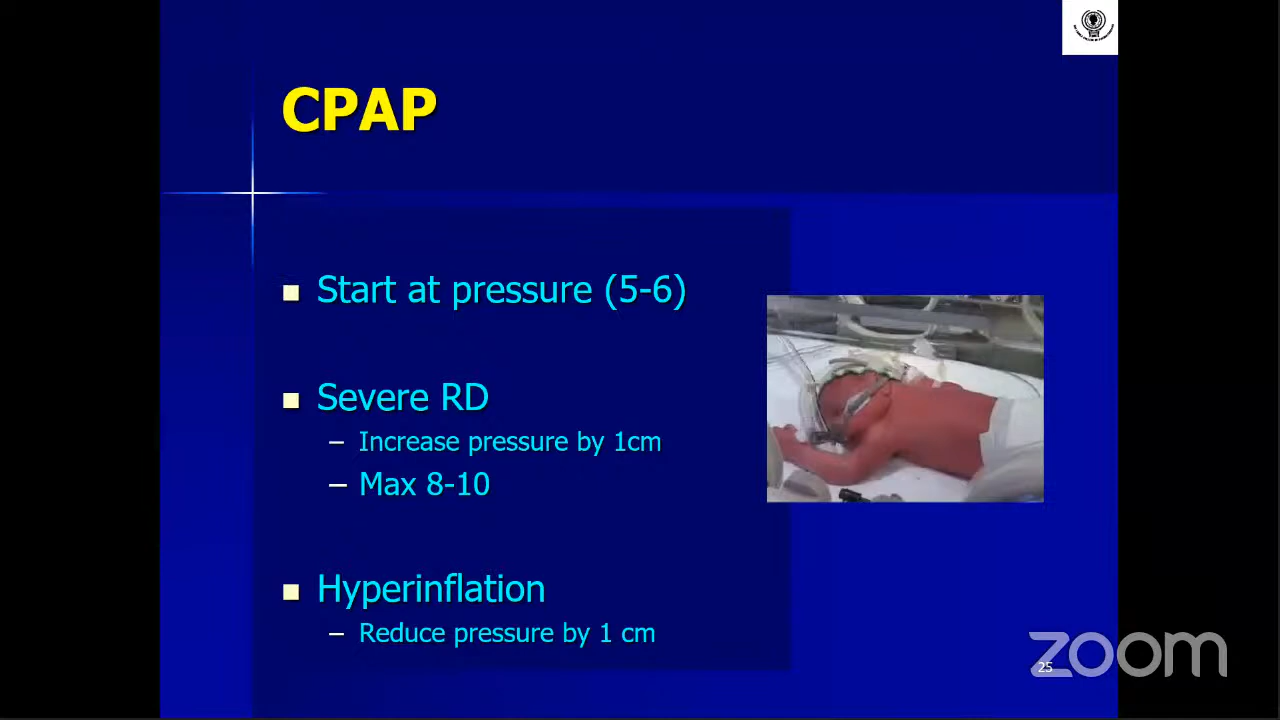 CPAP
Start at pressure (5-6)
Severe RD
– Increase pressure by 1cm
– Max 8-10
Hyperinflation
– Reduce pressure by 1 cm
25
zoom